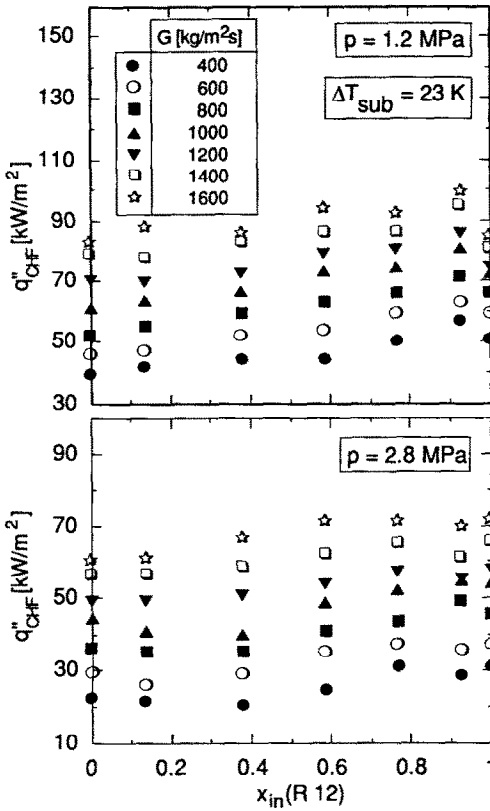 G [kg/m²s]
400
600
800
1000
1200
1400
1600
p = 1.2 MPa
ΔT_sub = 23 K
150
130
110
90
70
50
30
q"_CHF [kW/m²]
p = 2.8 MPa
90
70
50
30
10
q"_CHF [kW/m²]
0 0.2 0.4 0.6 0.8 1
x_in (R 12)